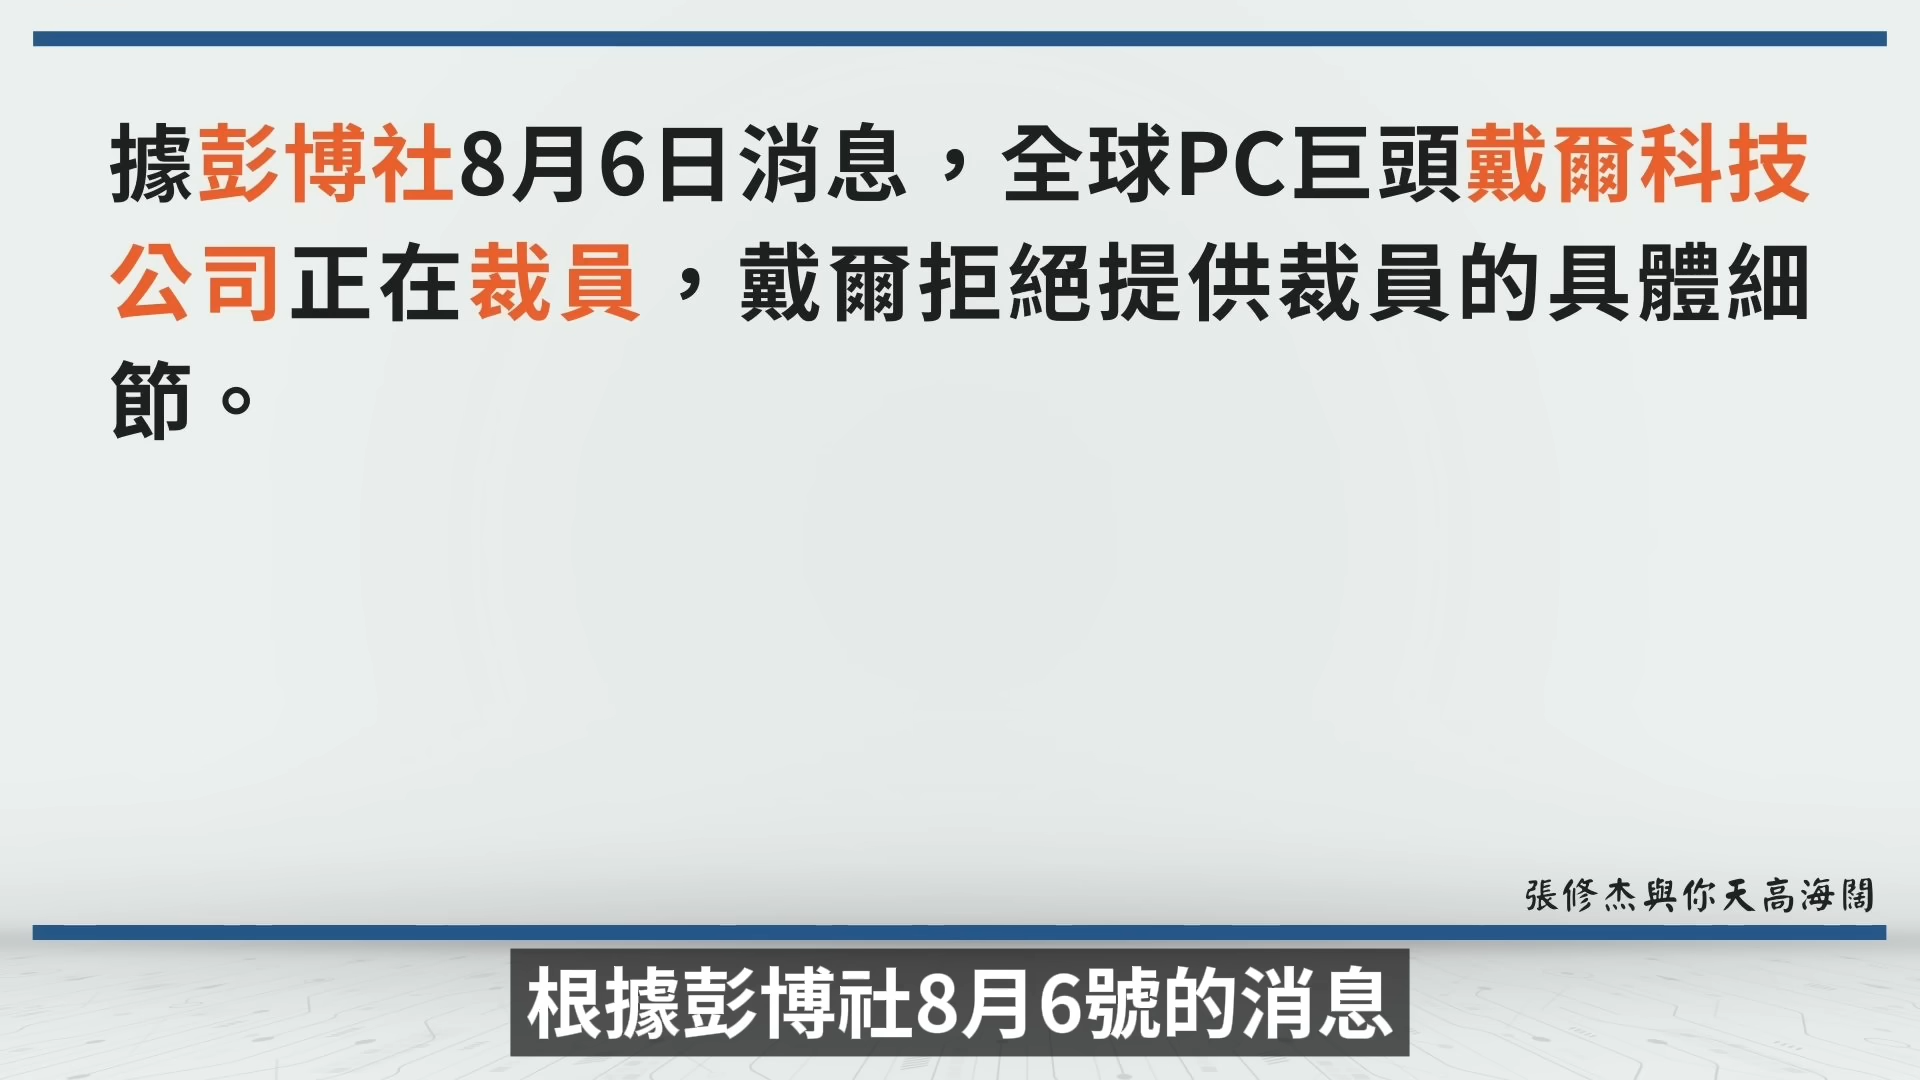 據彭博社8月6日消息，全球PC巨頭戴爾科技
公司正在裁員，戴爾拒絕提供裁員的具體細
節。
張修杰與你天高海闊
根據彭博社8月6號的消息